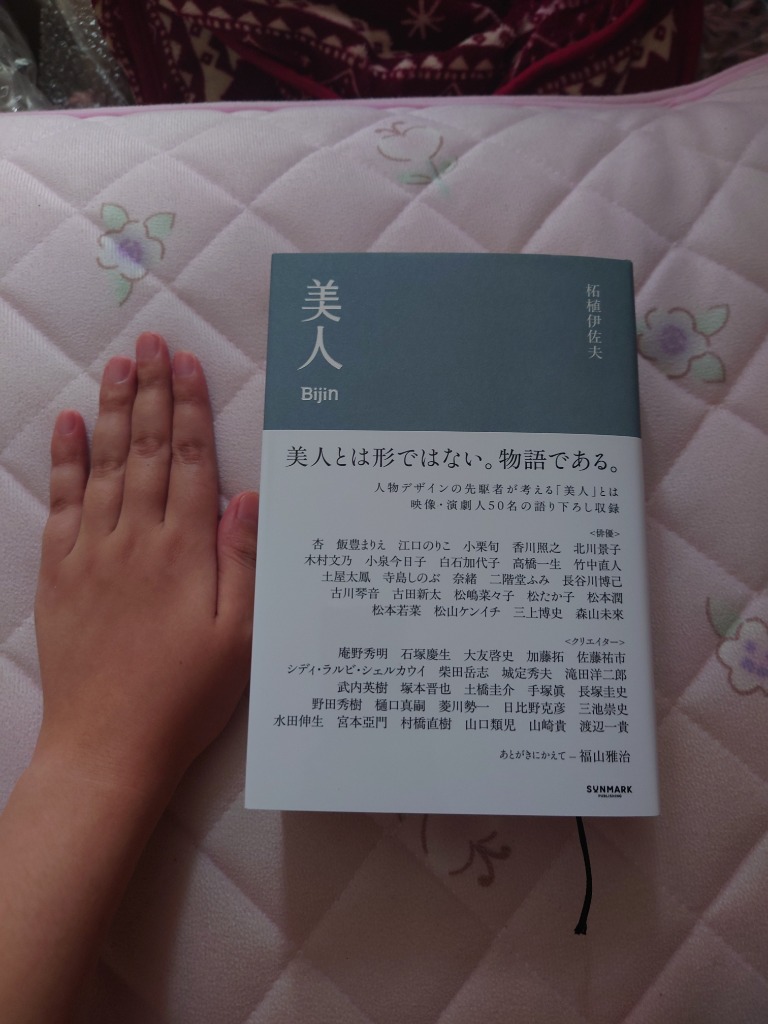 美人
Bijin
柘植伊佐夫
美人とは形ではない。物語である。
人物デザインの先駆者が考える「美人」とは
映像・演劇人50名の語り下ろし収録
<俳優>
杏　飯豊まりえ　江口のりこ　小栗旬　香川照之　北川景子
木村文乃　小泉今日子　白石加代子　高橋一生　竹中直人
土屋太鳳　寺島しのぶ　奈緒　二階堂ふみ　長谷川博己
古川琴音　古田新太　松嶋菜々子　松たか子　松本潤
松本若菜　松山ケンイチ　三上博史　森山未來
<クリエイター>
庵野秀明　石塚慶生　大友啓史　加藤拓　佐藤祐市
シディ・ラルビ・シェルカウイ　柴田岳志　城定秀夫　滝田洋二郎
武内英樹　塚本晋也　土橋圭介　手塚眞　長塚圭史
野田秀樹　樋口真嗣　菱川勢一　日比野克彦　三池崇史
水田伸生　宮本亞門　村橋直樹　山口類児　山崎貴　渡辺一貴
あとがきにかえて — 福山雅治
SUNMARK
PUBLISHING